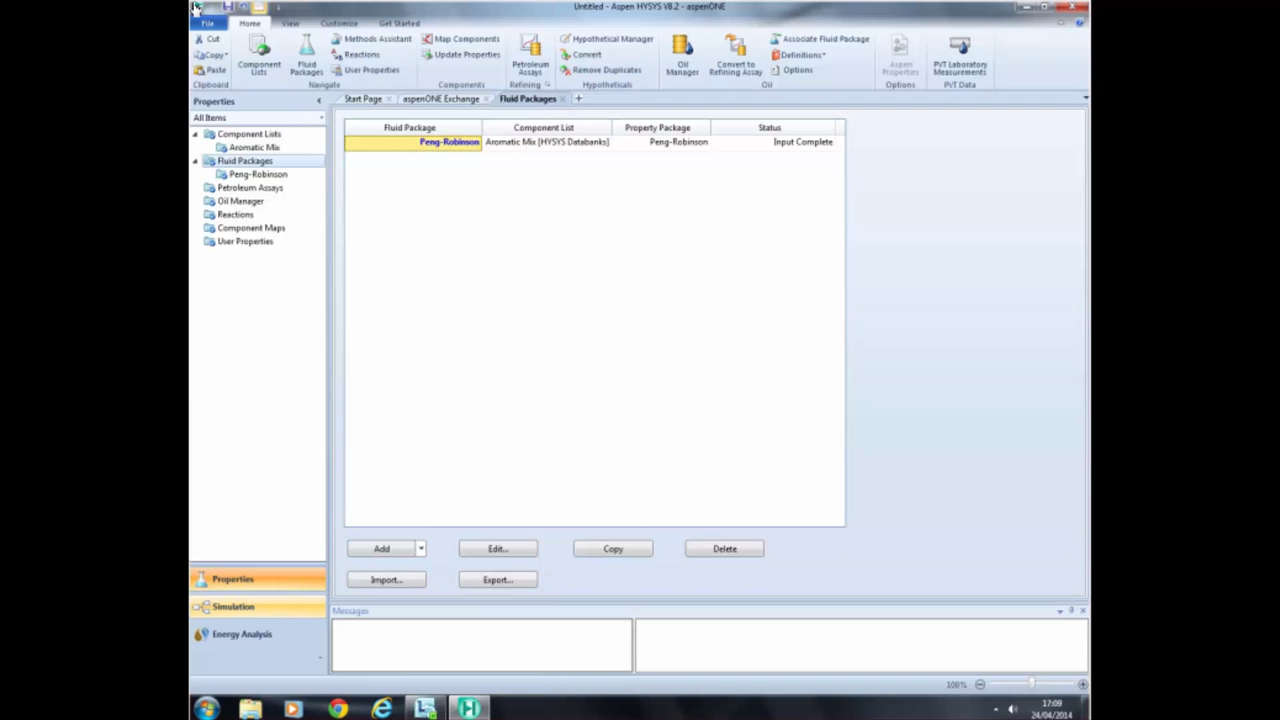 Untitled - Aspen HYSYS V8.2 - aspenONE
File Home View Customize Get Started
Cut
Copy
Paste
Clipboard
Component Lists
Fluid Packages
Methods Assistant
Reactions
User Properties
Navigate
Map Components
Update Properties
Components
Petroleum Assays
Refining
Hypothetical Manager
Convert
Remove Duplicates
Hypotheticals
Oil Manager
Convert to Refining Assay
Associate Fluid Package
Definitions
Options
Oil
Aspen Properties
Options
PVT Laboratory Measurements
PVT Data
Properties
All Items
Component Lists
Aromatic Mix
Fluid Packages
Peng-Robinson
Petroleum Assays
Oil Manager
Reactions
Component Maps
User Properties
Properties
Simulation
Energy Analysis
Start Page aspenONE Exchange Fluid Packages +
Fluid Package Component List Property Package Status
Peng-Robinson Aromatic Mix [HYSYS Databanks] Peng-Robinson Input Complete
Add Edit... Copy Delete
Import... Export...
Messages
100%
17:09
24/04/2014